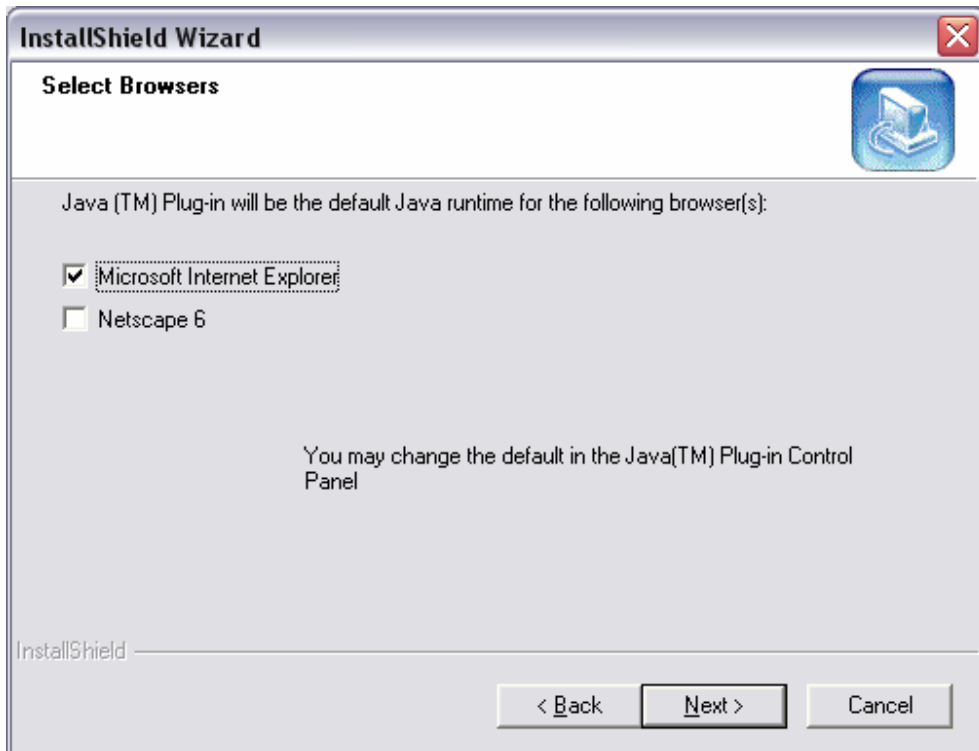 InstallShield Wizard
Select Browsers
Java (TM) Plug-in will be the default Java runtime for the following browser(s):
Microsoft Internet Explorer
Netscape 6
You may change the default in the Java(TM) Plug-in Control
Panel
InstallShield
< Back Next > Cancel